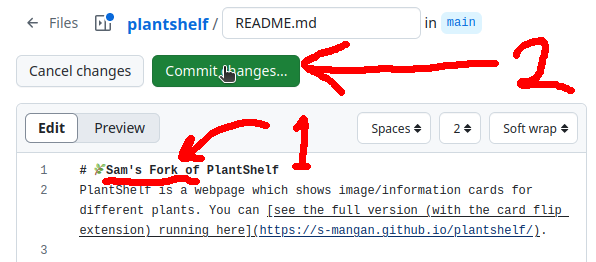 Files plantshelf / README.md in main
Cancel changes Commit changes... 2
Edit Preview 1 Spaces 2 Soft wrap
1 # 🌿Sam's Fork of PlantShelf
2 PlantShelf is a webpage which shows image/information cards for
different plants. You can [see the full version (with the card flip
extension) running here](https://s-mangan.github.io/plantshelf/).
3